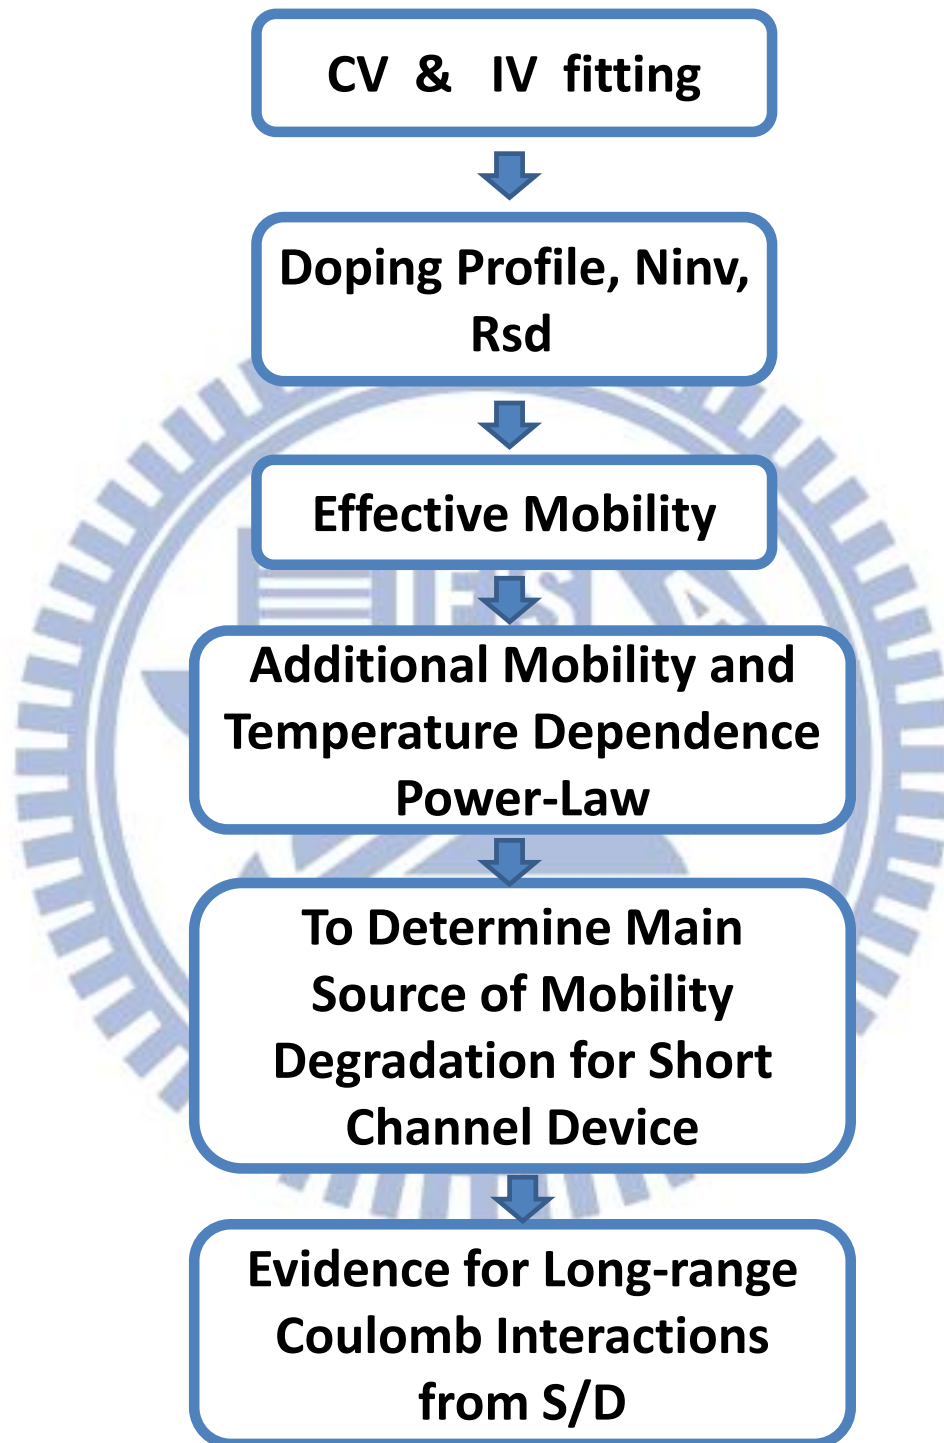 CV & IV fitting
Doping Profile, Ninv,
Rsd
Effective Mobility
Additional Mobility and
Temperature Dependence
Power-Law
To Determine Main
Source of Mobility
Degradation for Short
Channel Device
Evidence for Long-range
Coulomb Interactions
from S/D